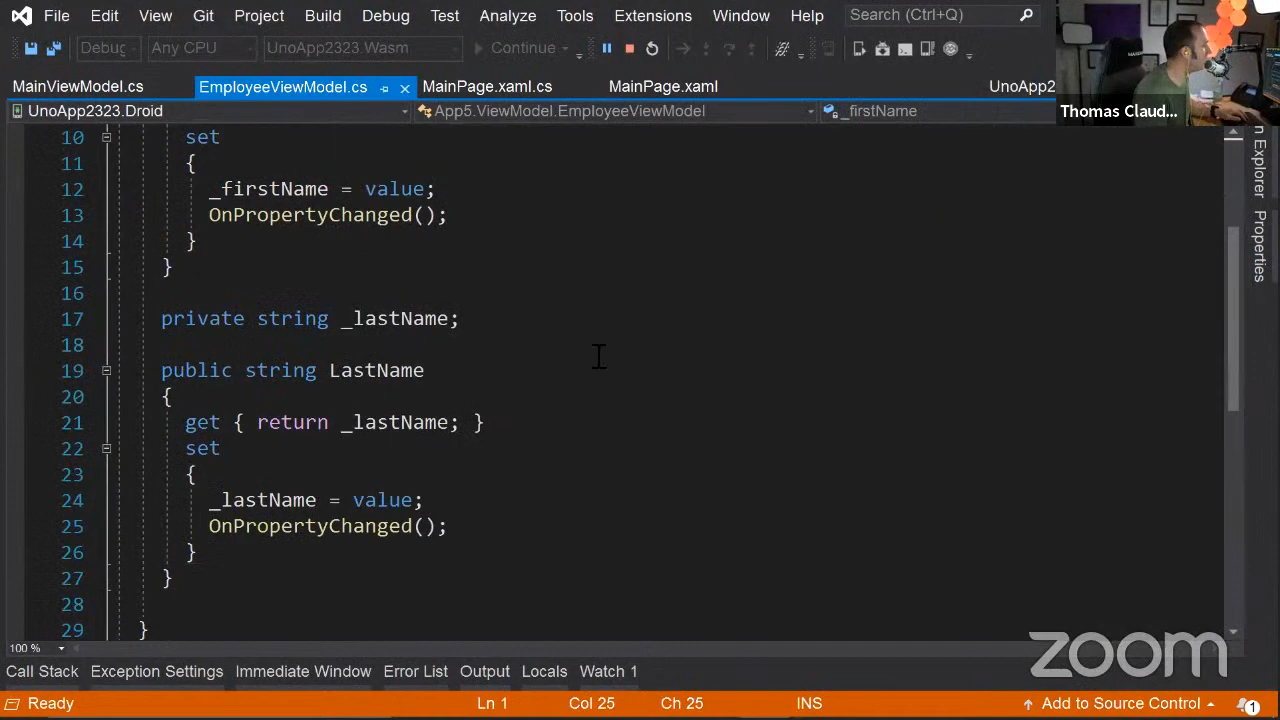 File Edit View Git Project Build Debug Test Analyze Tools Extensions Window Help Search (Ctrl+Q)
Debug Any CPU UnoApp2323.Wasm Continue
MainViewModel.cs EmployeeViewModel.cs MainPage.xaml.cs MainPage.xaml UnoApp2
UnoApp2323.Droid App5.ViewModel.EmployeeViewModel _firstName
Thomas Claud...
10 set
11 {
12 _firstName = value;
13 OnPropertyChanged();
14 }
15 }
16
17 private string _lastName;
18
19 public string LastName
20 {
21 get { return _lastName; }
22 set
23 {
24 _lastName = value;
25 OnPropertyChanged();
26 }
27 }
28
29 }
n Explorer
Properties
100 %
zoom
Call Stack Exception Settings Immediate Window Error List Output Locals Watch 1
Ready Ln 1 Col 25 Ch 25 INS Add to Source Control 1